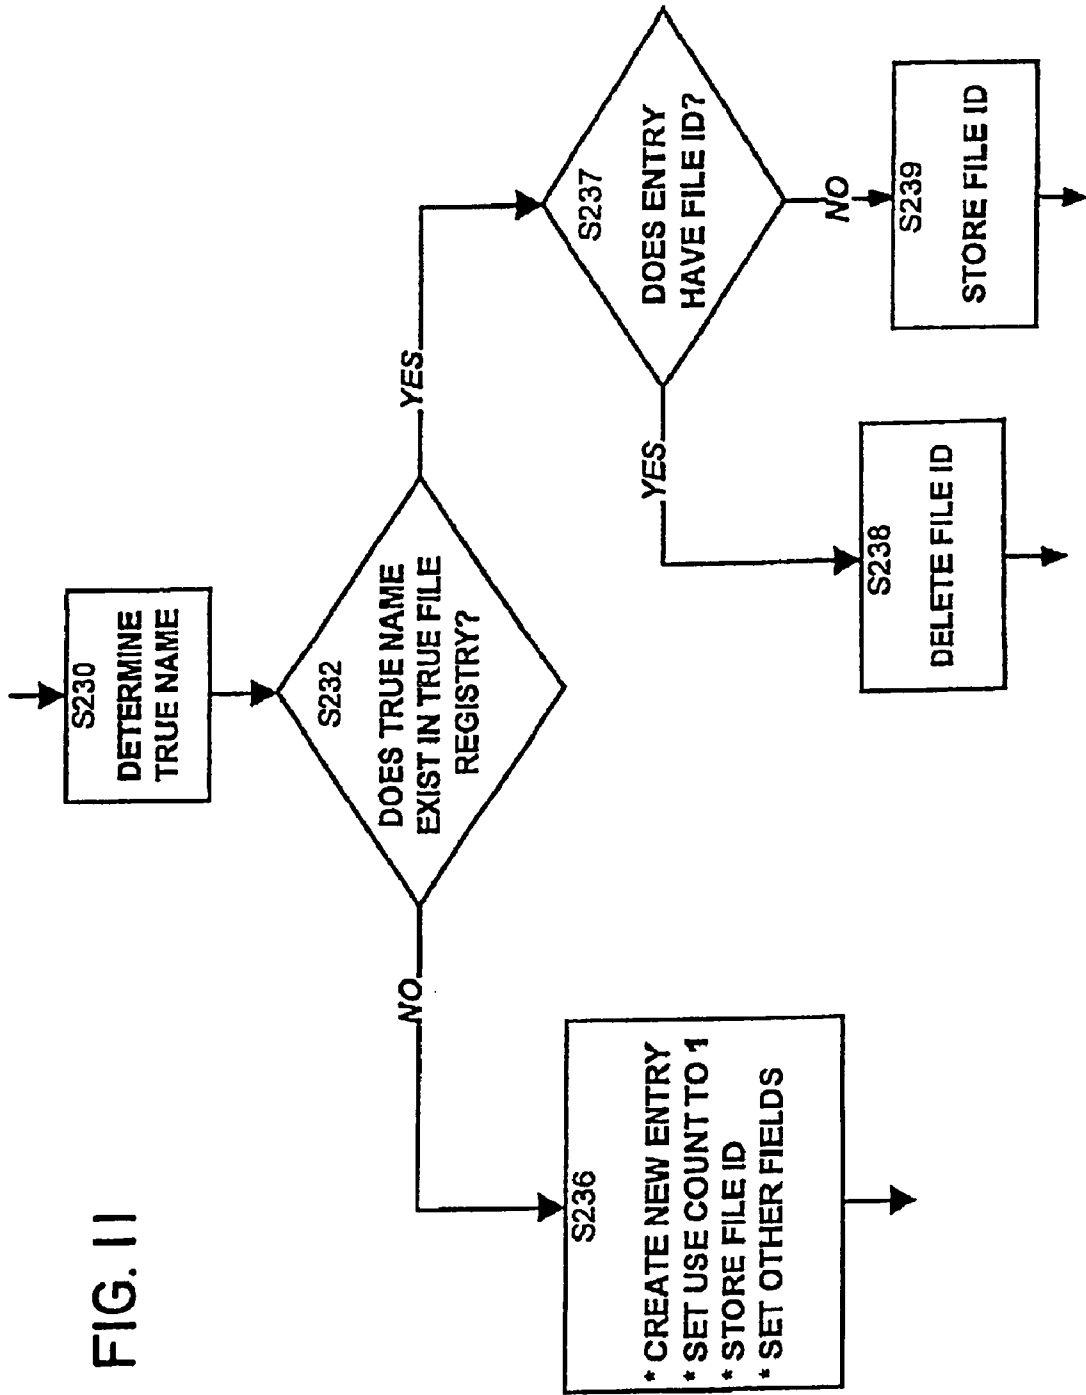 FIG. 11
S230
DETERMINE
TRUE NAME
S232
DOES TRUE NAME
EXIST IN TRUE FILE
REGISTRY?
NO
YES
S236
* CREATE NEW ENTRY
* SET USE COUNT TO 1
* STORE FILE ID
* SET OTHER FIELDS
S237
DOES ENTRY
HAVE FILE ID?
YES
NO
S238
DELETE FILE ID
S239
STORE FILE ID